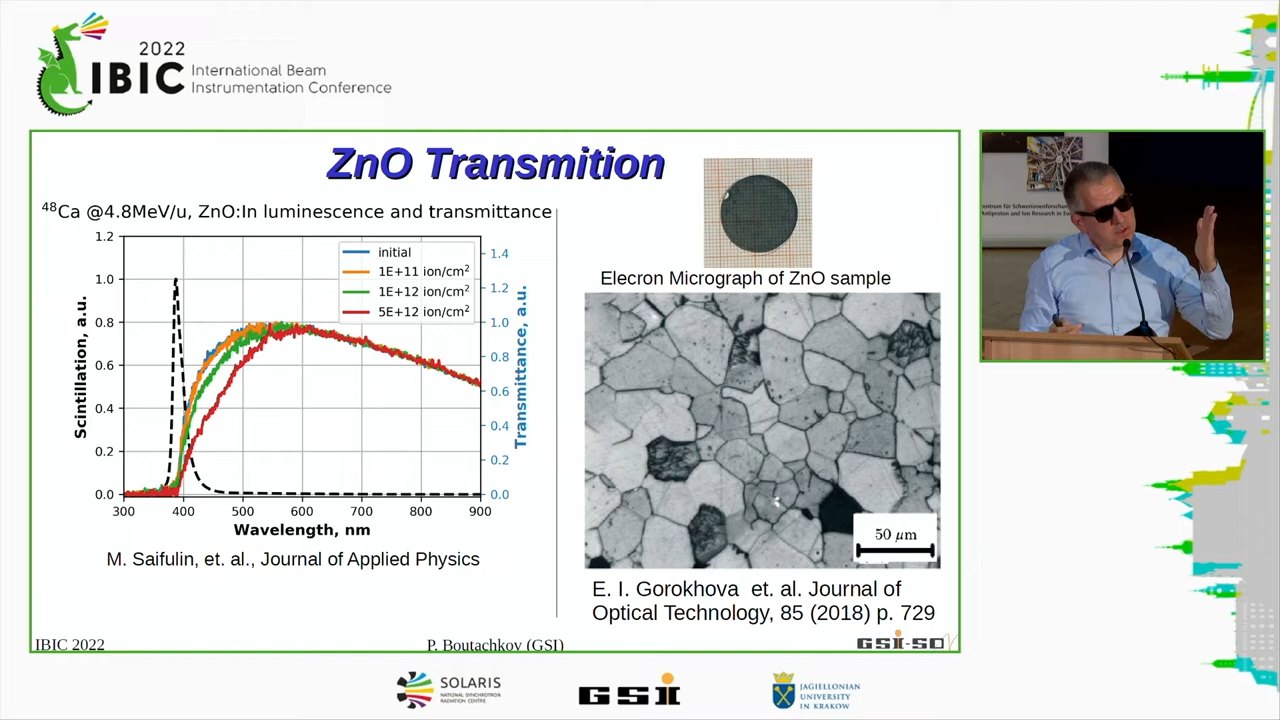 2022
IBIC
International Beam
Instrumentation Conference
ZnO Transmition
48Ca @4.8MeV/u, ZnO:In luminescence and transmittance
initial
1E+11 ion/cm²
1E+12 ion/cm²
5E+12 ion/cm²
1.2
1.0
0.8
0.6
0.4
0.2
0.0
Scintillation, a.u.
1.4
1.2
1.0
0.8
0.6
0.4
0.2
0.0
Transmittance, a.u.
300 400 500 600 700 800 900
Wavelength, nm
M. Saifulin, et. al., Journal of Applied Physics
Elecron Micrograph of ZnO sample
50 µm
E. I. Gorokhova et. al. Journal of
Optical Technology, 85 (2018) p. 729
IBIC 2022
P. Boutachkov (GSI)
SOLARIS
NATIONAL SYNCHROTRON
RADIATION CENTRE
GSI
JAGIELLONIAN
UNIVERSITY
IN KRAKOW